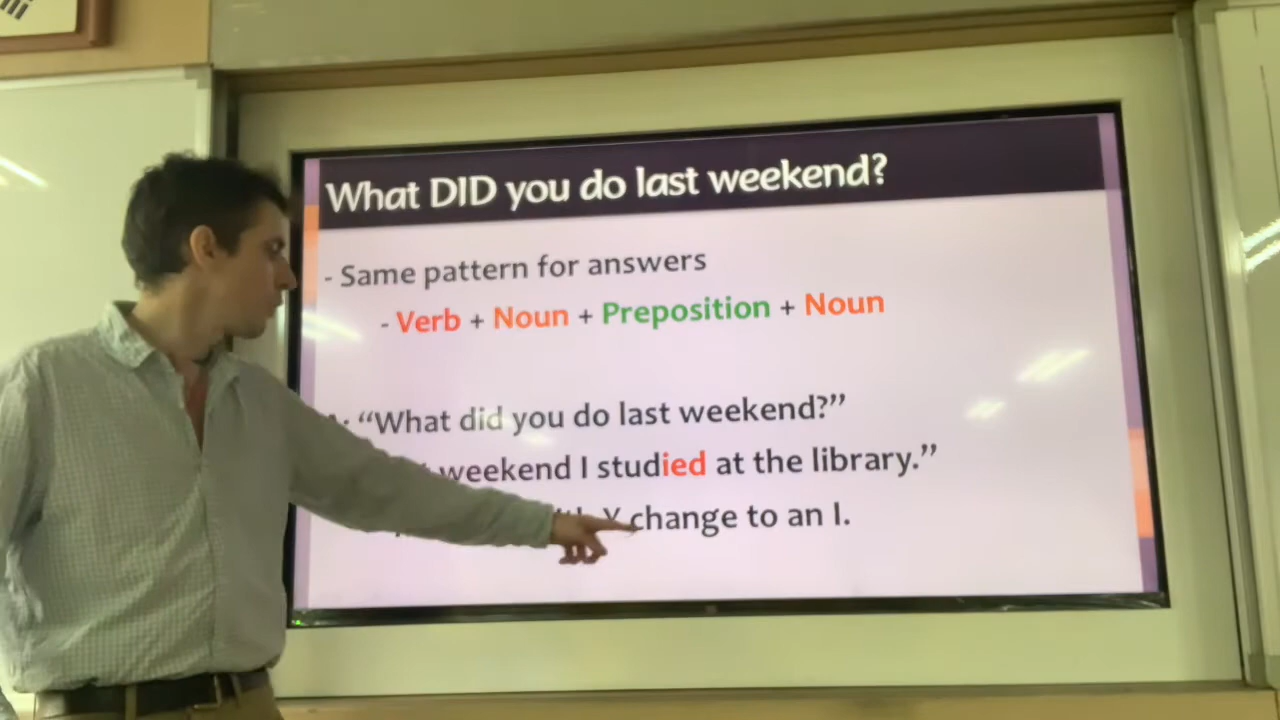 What DID you do last weekend?
- Same pattern for answers
- Verb + Noun + Preposition + Noun
: “What did you do last weekend?”
weekend I studied at the library.”
Y change to an I.